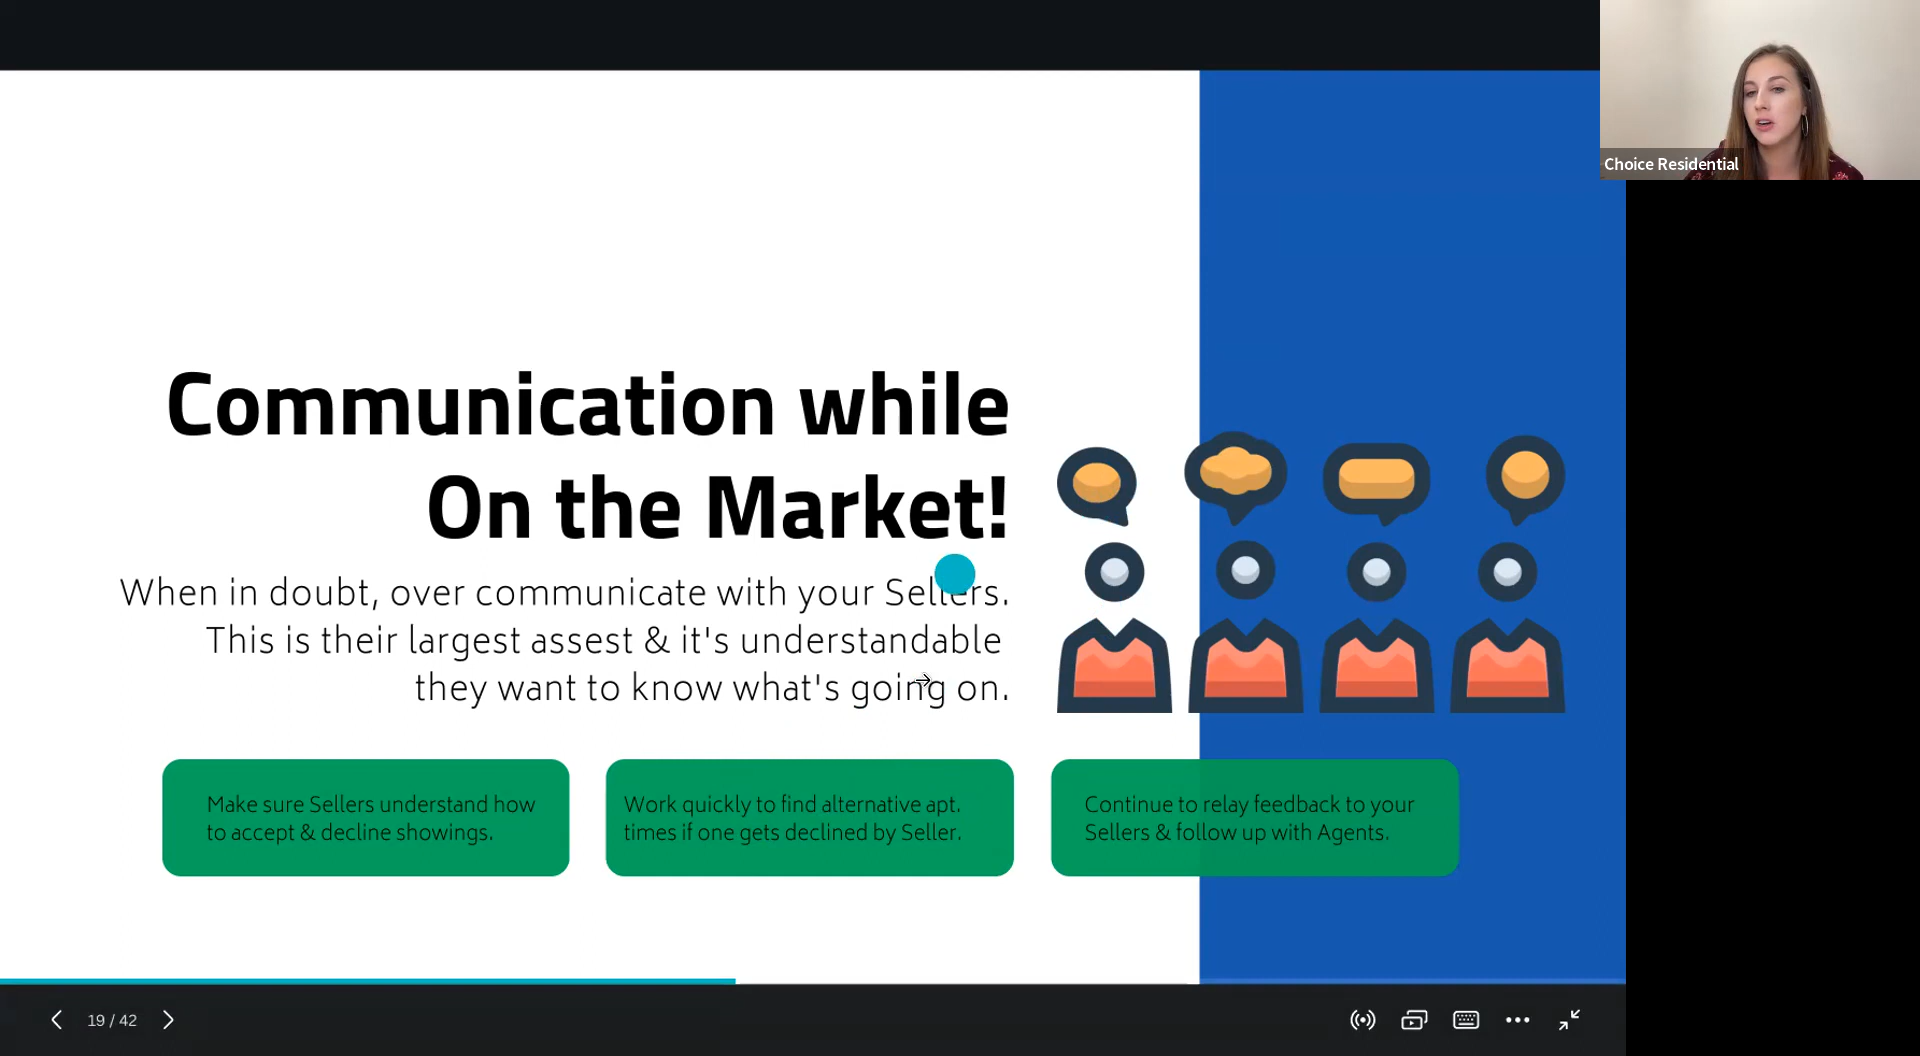 Choice Residential
Communication while
On the Market!
When in doubt, over communicate with your Sellers.
This is their largest assest & it's understandable
they want to know what's going on.
Make sure Sellers understand how
to accept & decline showings.
Work quickly to find alternative apt.
times if one gets declined by Seller.
Continue to relay feedback to your
Sellers & follow up with Agents.
19 / 42